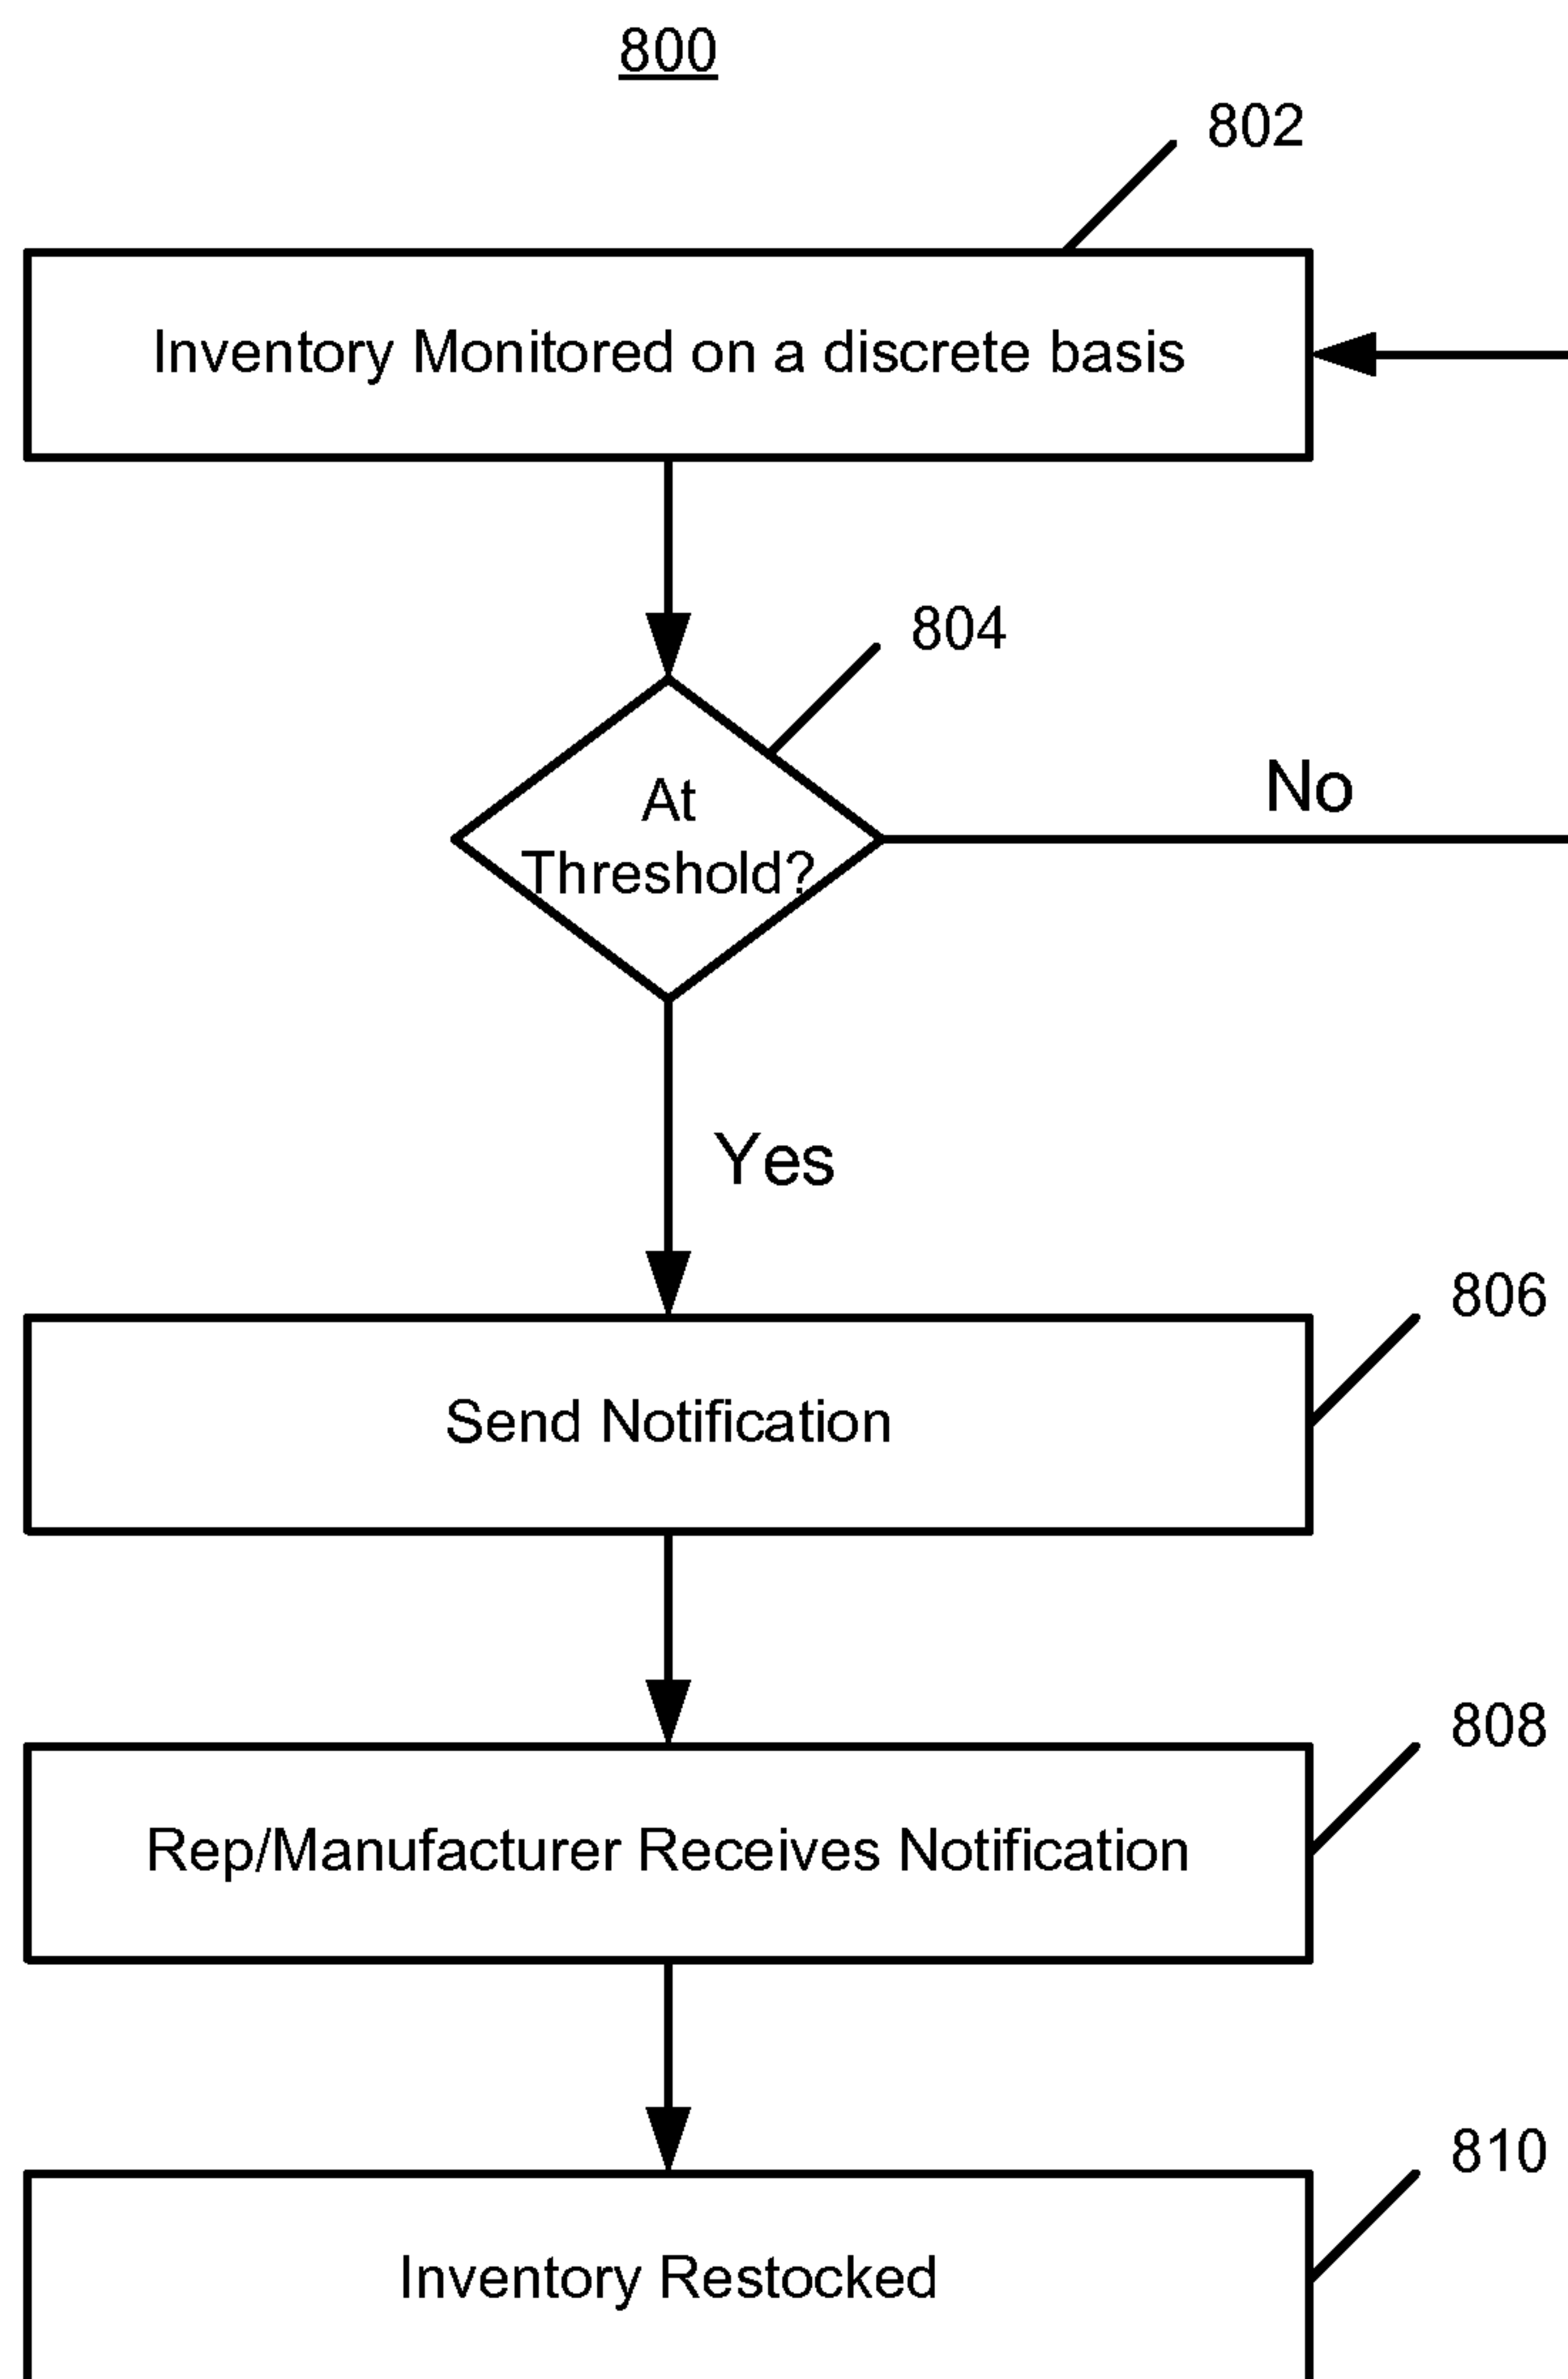 800
802
Inventory Monitored on a discrete basis
804
At
Threshold?
No
Yes
806
Send Notification
808
Rep/Manufacturer Receives Notification
810
Inventory Restocked